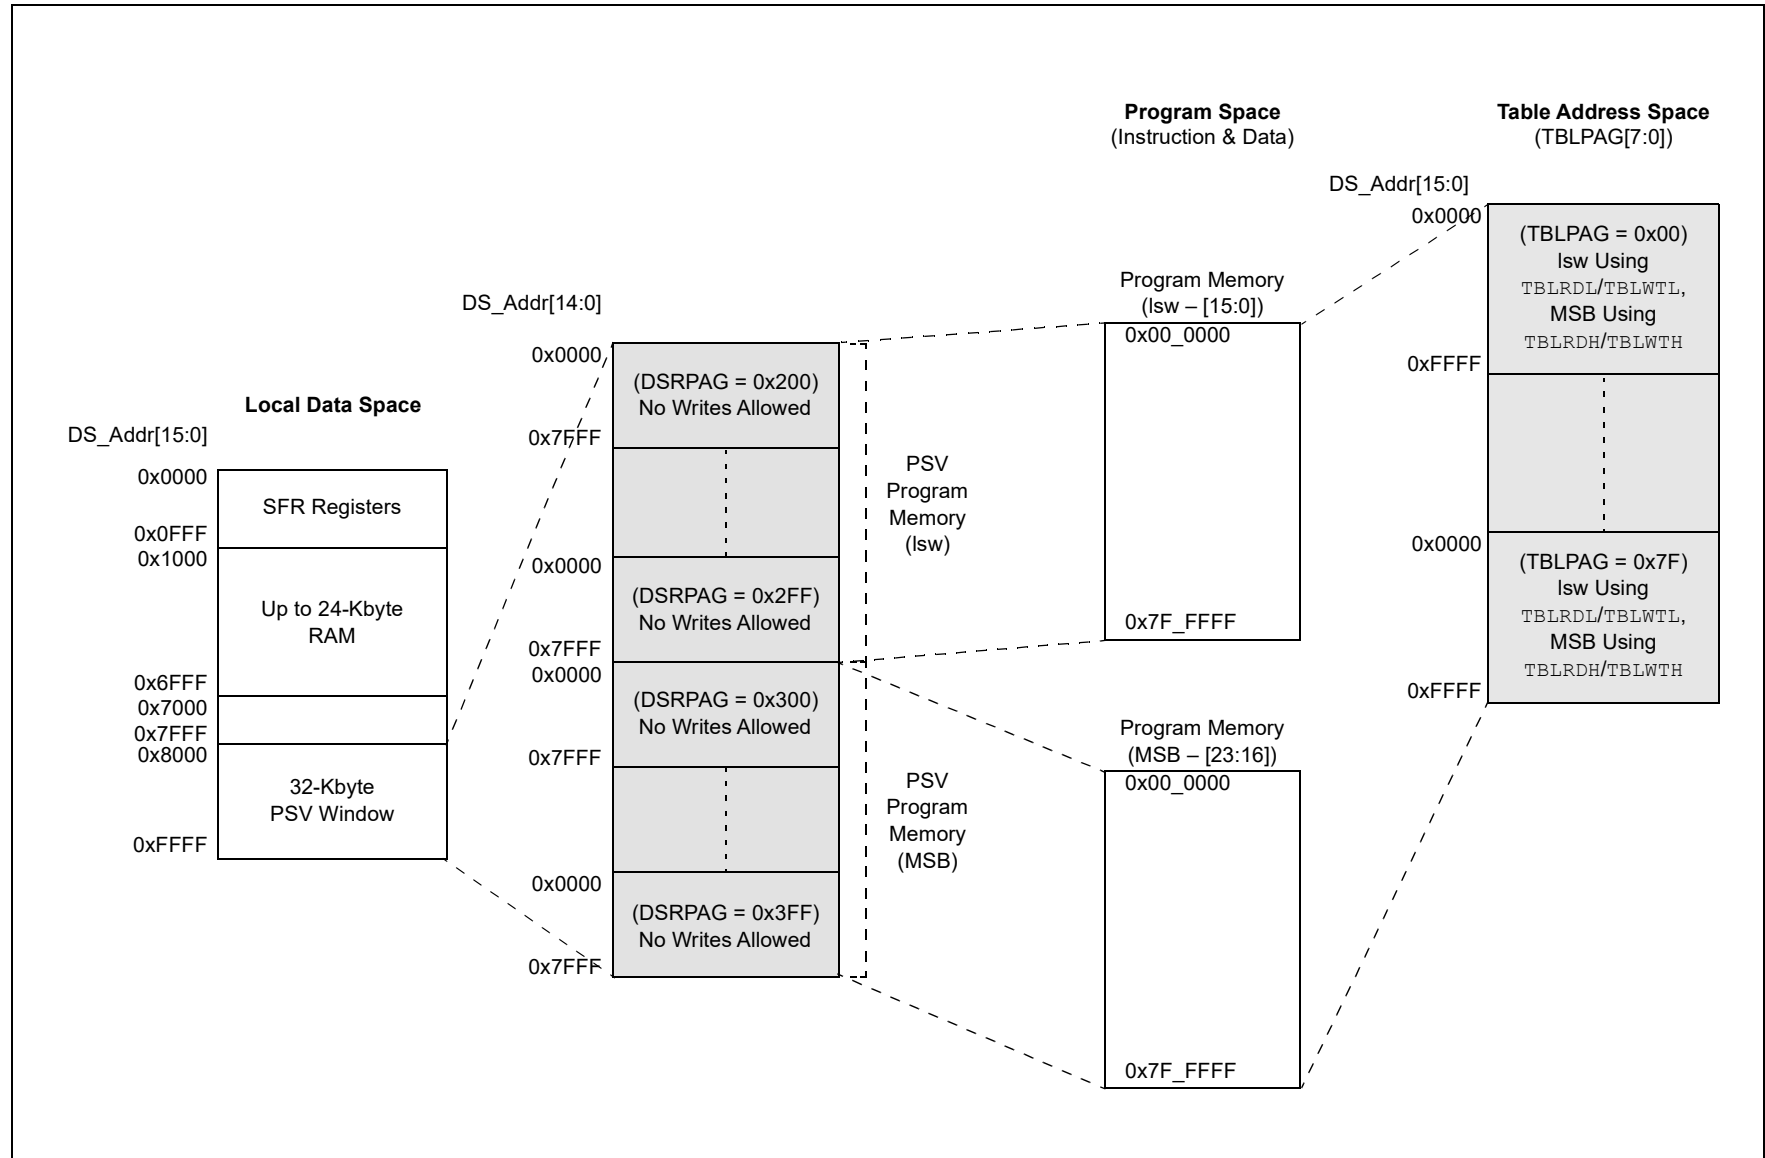 Program Space
(Instruction & Data)
Table Address Space
(TBLPAG[7:0])
DS_Addr[15:0]
0x0000
(TBLPAG = 0x00)
lsw Using
TBLRDL/TBLWTL,
MSB Using
TBLRDH/TBLWTH
0xFFFF
0x0000
(TBLPAG = 0x7F)
lsw Using
TBLRDL/TBLWTL,
MSB Using
TBLRDH/TBLWTH
0xFFFF
Program Memory
(lsw – [15:0])
0x00_0000
0x7F_FFFF
Program Memory
(MSB – [23:16])
0x00_0000
0x7F_FFFF
DS_Addr[14:0]
0x0000
(DSRPAG = 0x200)
No Writes Allowed
0x7FFF
0x0000
(DSRPAG = 0x2FF)
No Writes Allowed
0x7FFF
0x0000
(DSRPAG = 0x300)
No Writes Allowed
0x7FFF
0x0000
(DSRPAG = 0x3FF)
No Writes Allowed
0x7FFF
PSV
Program
Memory
(lsw)
PSV
Program
Memory
(MSB)
Local Data Space
DS_Addr[15:0]
0x0000
SFR Registers
0x0FFF
0x1000
Up to 24-Kbyte
RAM
0x6FFF
0x7000
0x7FFF
0x8000
32-Kbyte
PSV Window
0xFFFF